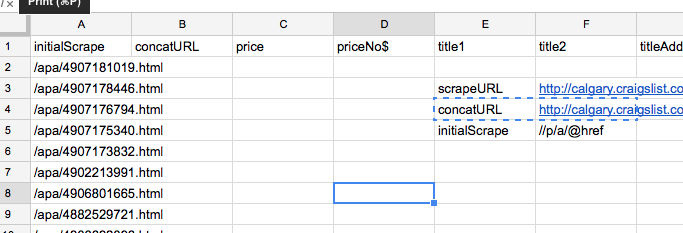 Print (⌘P)
A B C D E F
1 initialScrape concatURL price priceNo$ title1 title2 titleAdd
2 /apa/4907181019.html
3 /apa/4907178446.html scrapeURL http://calgary.craigslist.co
4 /apa/4907176794.html concatURL http://calgary.craigslist.co
5 /apa/4907175340.html initialScrape //p/a/@href
6 /apa/4907173832.html
7 /apa/4902213991.html
8 /apa/4906801665.html
9 /apa/4882529721.html